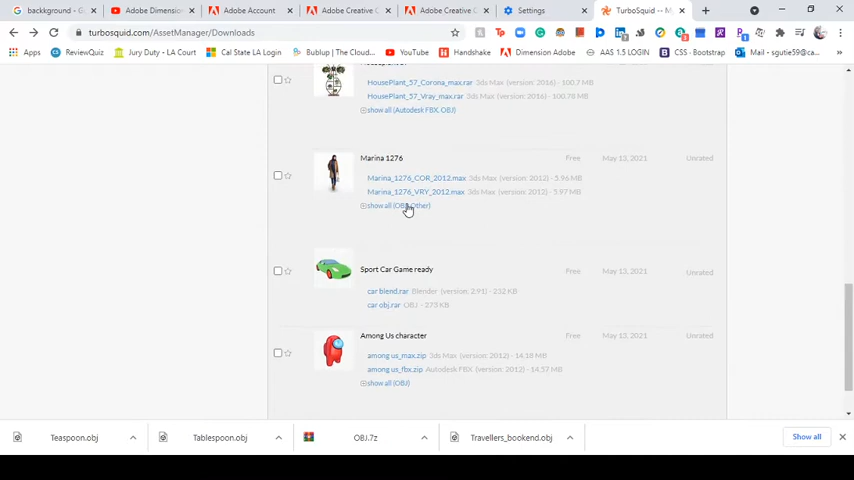 backkground - G
Adobe Dimension
Adobe Account
Adobe Creative C
Adobe Creative C
Settings
TurboSquid - M
turbosquid.com/AssetManager/Downloads
Apps
ReviewQuiz
Jury Duty - LA Court
Cal State LA Login
Bublup - The Cloud...
YouTube
Handshake
Dimension Adobe
AAS 1.5 LOGIN
CSS · Bootstrap
Mail - sgutie59@cal...
HousePlant_57_Corona_max.rar 3ds Max (version: 2016) - 100.7 MB
HousePlant_57_Vray_max.rar 3ds Max (version: 2016) - 100.78 MB
show all (Autodesk FBX, OBJ)
Marina 1276 Free May 13, 2021 Unrated
Marina_1276_COR_2012.max 3ds Max (version: 2012) - 5.96 MB
Marina_1276_VRY_2012.max 3ds Max (version: 2012) - 5.97 MB
show all (OBJ, Other)
Sport Car Game ready Free May 13, 2021 Unrated
car blend.rar Blender (version: 2.91) - 232 KB
car obj.rar OBJ - 273 KB
Among Us character Free May 13, 2021 Unrated
among us_max.zip 3ds Max (version: 2012) - 14.18 MB
among us_fbx.zip Autodesk FBX (version: 2012) - 14.57 MB
show all (OBJ)
Teaspoon.obj
Tablespoon.obj
OBJ.7z
Travellers_bookend.obj
Show all